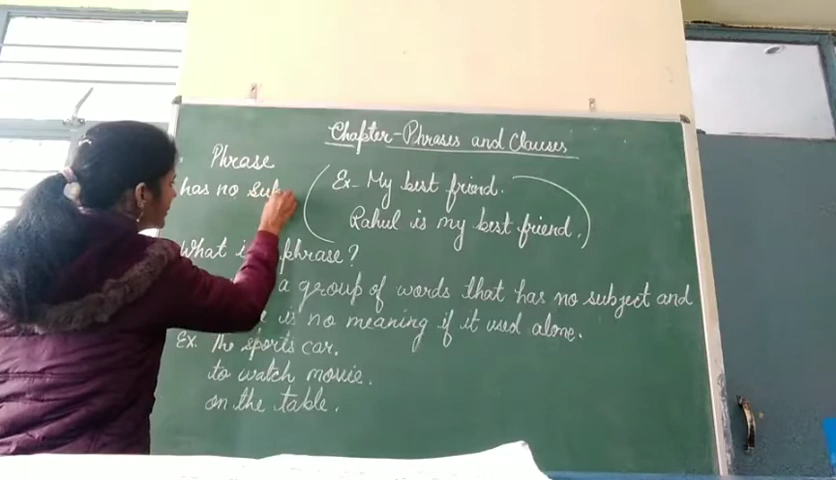 Chapter-Phrases and Clauses
Phrase
has no sub
Ex- My best friend.
Rahul is my best friend.
What i phrase?
a group of words that has no subject and
is no meaning if it used alone.
Ex. The sports car.
to watch movie.
on the table.